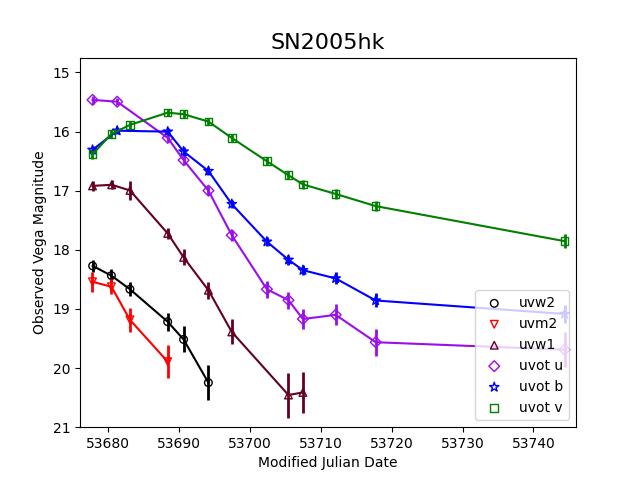 SN2005hk
Observed Vega Magnitude
15
16
17
18
19
20
21
53680 53690 53700 53710 53720 53730 53740
Modified Julian Date
uvw2
uvm2
uvw1
uvot u
uvot b
uvot v